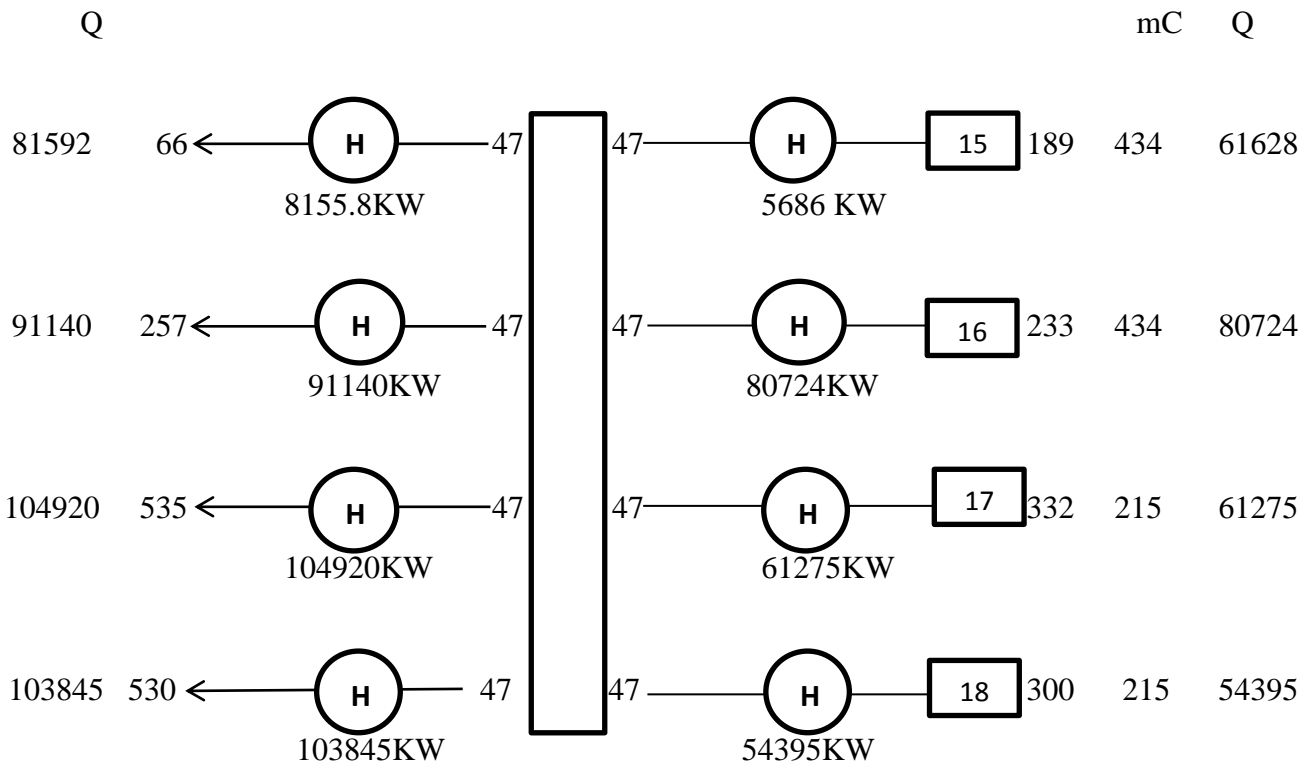 Q mC Q
81592 66 H 47 47 H 15 189 434 61628
8155.8KW 5686 KW
91140 257 H 47 47 H 16 233 434 80724
91140KW 80724KW
104920 535 H 47 47 H 17 332 215 61275
104920KW 61275KW
103845 530 H 47 47 H 18 300 215 54395
103845KW 54395KW